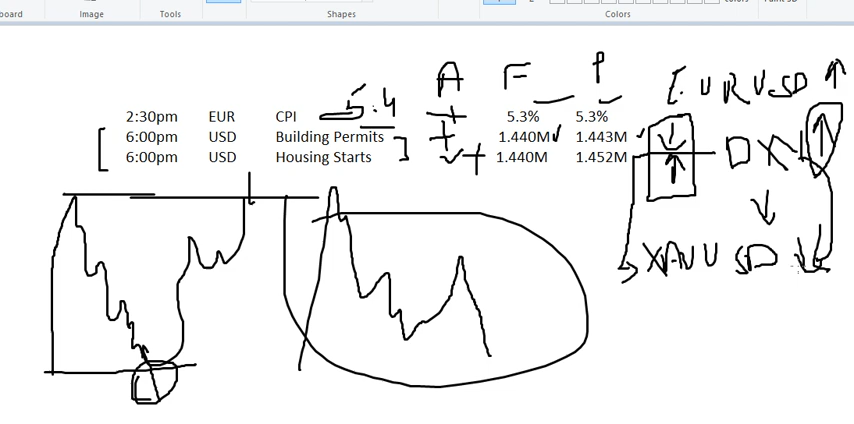 Image Tools Shapes Colors
A F P
EURUSD
5.4
2:30pm EUR CPI 5.3% 5.3%
6:00pm USD Building Permits 1.440M 1.443M
6:00pm USD Housing Starts 1.440M 1.452M
XAUUSD